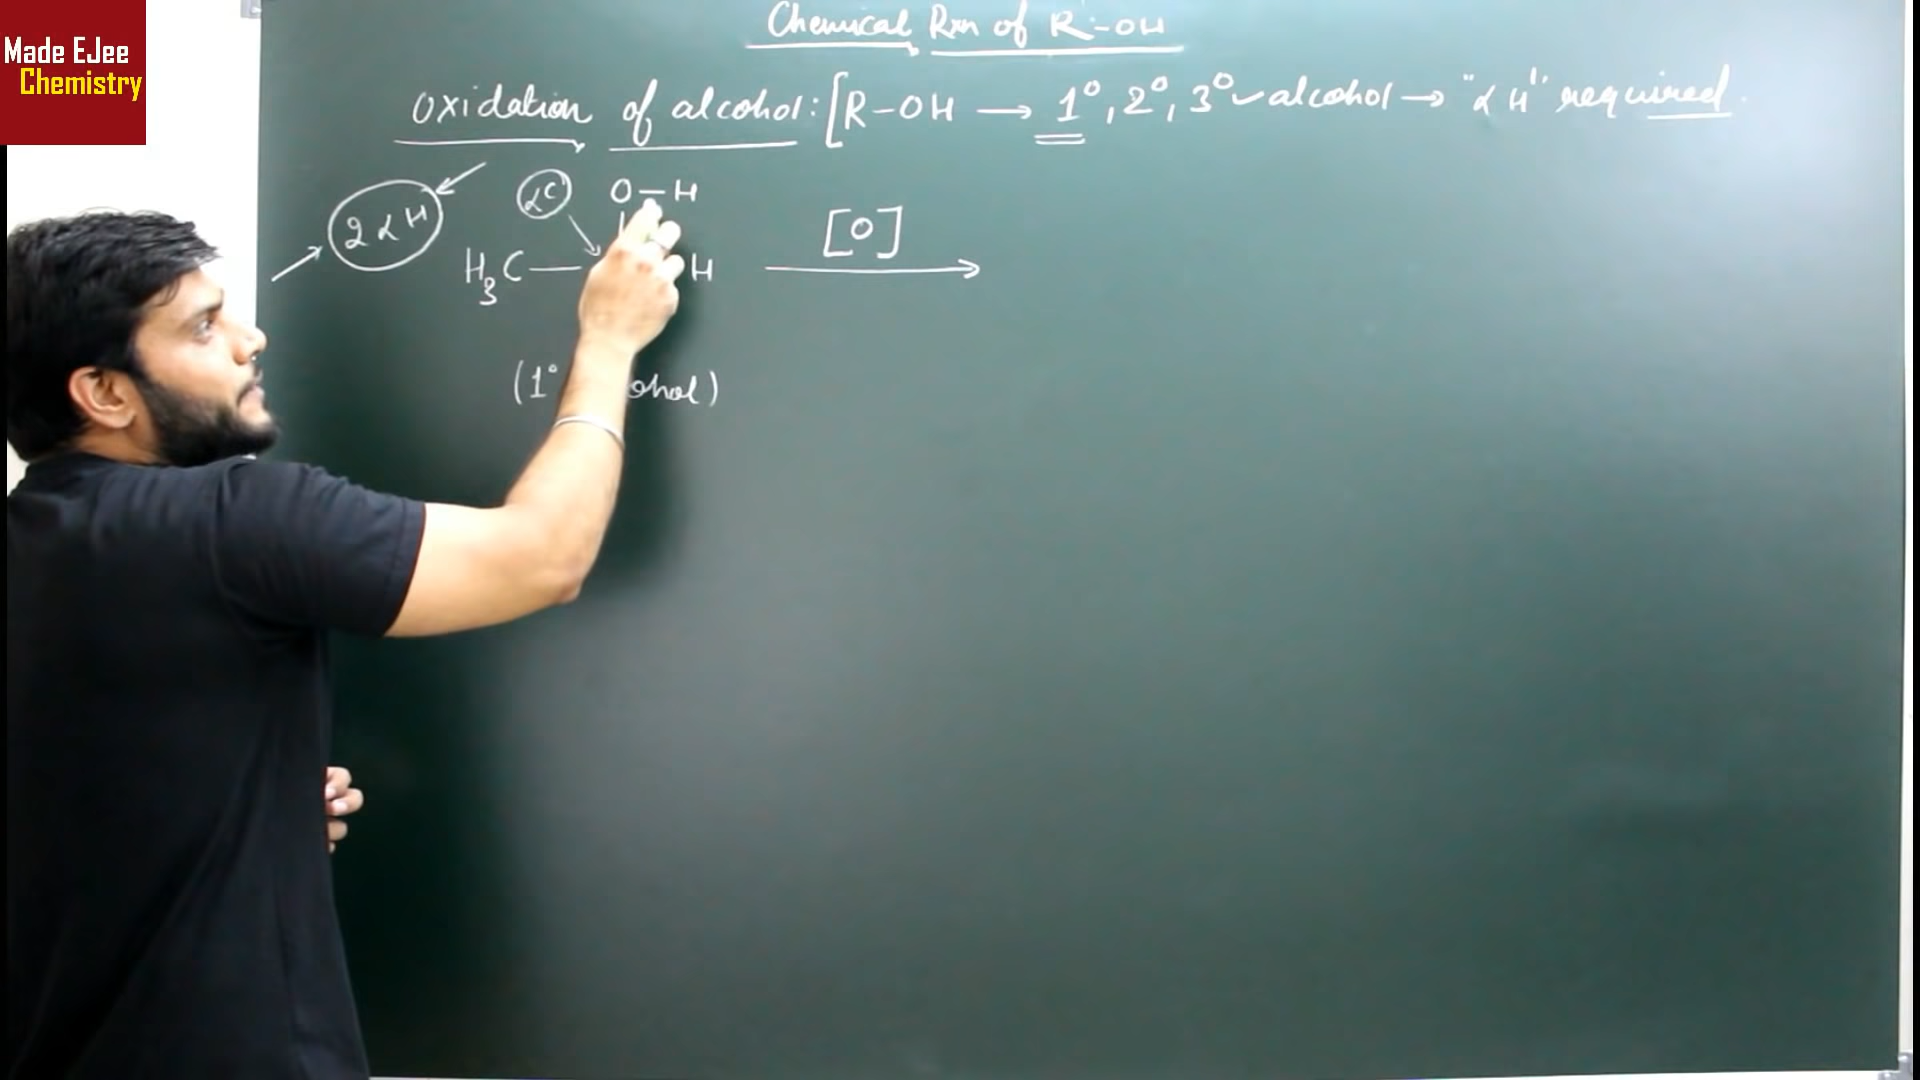 Made EJee
Chemistry
Chemical Rxn of R-OH
Oxidation of alcohol: [R-OH → 1°, 2°, 3° alcohol → "α H" required.
2 α H
αC
O-H
H₃C—
H
[O]
(1° ohol)